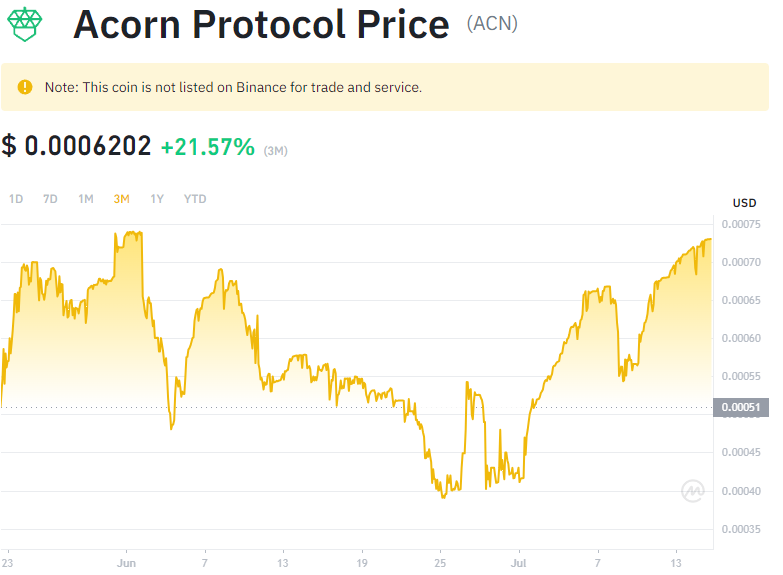 Acorn Protocol Price (ACN)
Note: This coin is not listed on Binance for trade and service.
$ 0.0006202 +21.57% (3M)
1D 7D 1M 3M 1Y YTD
USD
0.00075
0.00070
0.00065
0.00060
0.00055
0.00051
0.00045
0.00040
0.00035
23 Jun 7 13 19 25 Jul 7 13